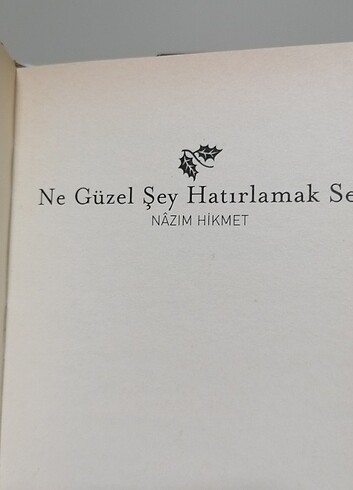 Ne Güzel Şey Hatırlamak Se
NÂZIM HİKMET